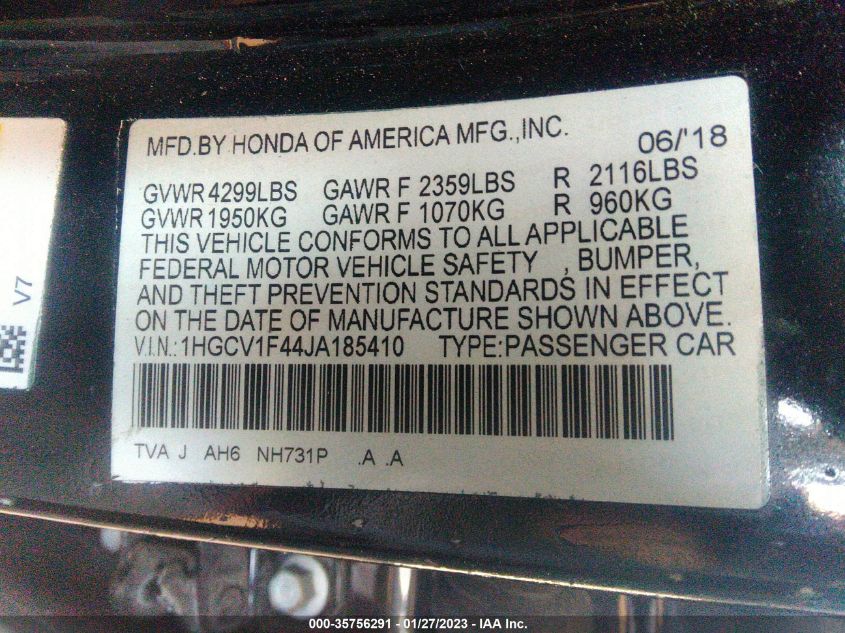 MFD.BY HONDA OF AMERICA MFG.,INC. 06/'18
GVWR 4299LBS GAWR F 2359LBS R 2116LBS
GVWR 1950KG GAWR F 1070KG R 960KG
THIS VEHICLE CONFORMS TO ALL APPLICABLE
FEDERAL MOTOR VEHICLE SAFETY , BUMPER,
AND THEFT PREVENTION STANDARDS IN EFFECT
ON THE DATE OF MANUFACTURE SHOWN ABOVE.
V.I.N.:1HGCV1F44JA185410 TYPE:PASSENGER CAR
TVA J AH6 NH731P .A .A
V7
000-35756291 - 01/27/2023 - IAA Inc.